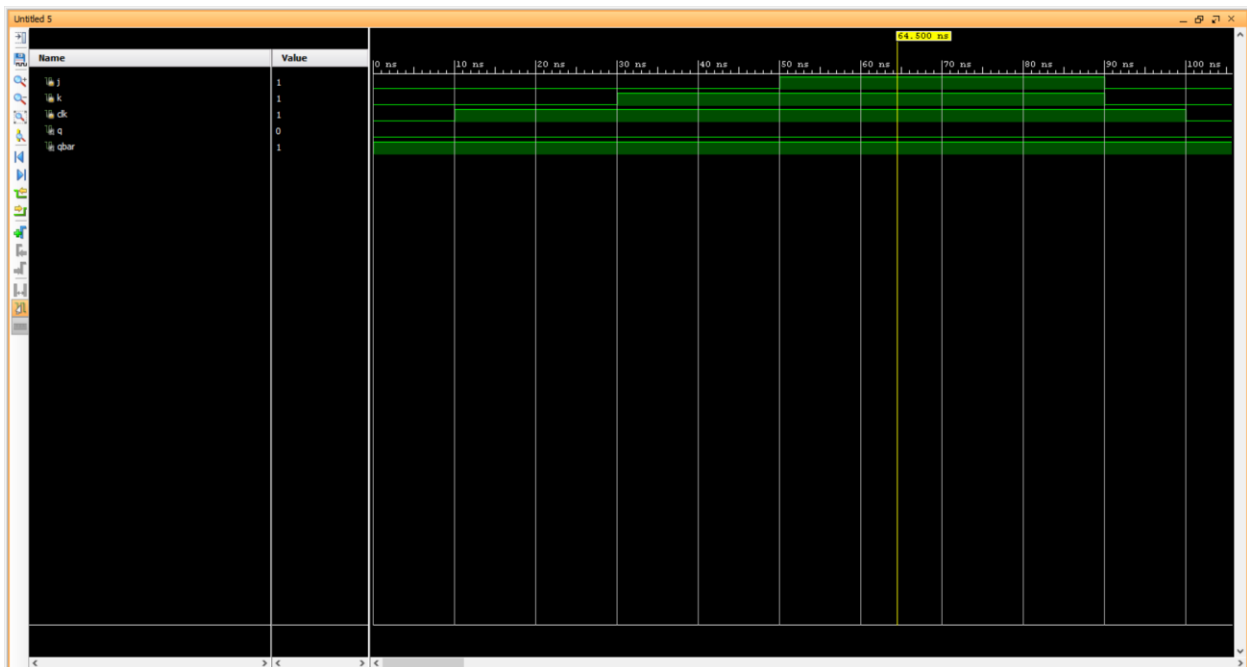 Untitled 5
64.500 ns
Name Value
0 ns 10 ns 20 ns 30 ns 40 ns 50 ns 60 ns 70 ns 80 ns 90 ns 100 ns
j 1
k 1
clk 1
q 0
qbar 1